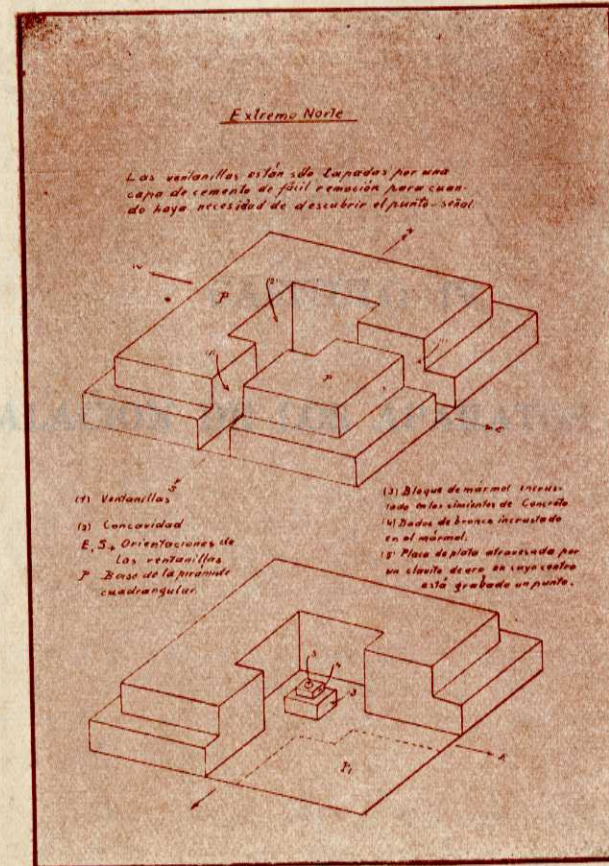 Extremo Norte
Las ventanillas están sólo tapadas por una
capa de cemento de fácil remoción para cuan-
do haya necesidad de descubrir el punto-señal.
N
P
P
E
S
(1) Ventanillas
(2) Concavidad
E, S, Orientaciones de
Las ventanillas
P Base de la pirámide
cuadrangular.
(3) Bloque de mármol incrus-
tado en los cimientos de Concreto.
(4) Dados de bronce incrustado
en el mármol.
(5) Placa de plata atravesada por
un clavito de oro en cuyo centro
está grabado un punto.
P₁